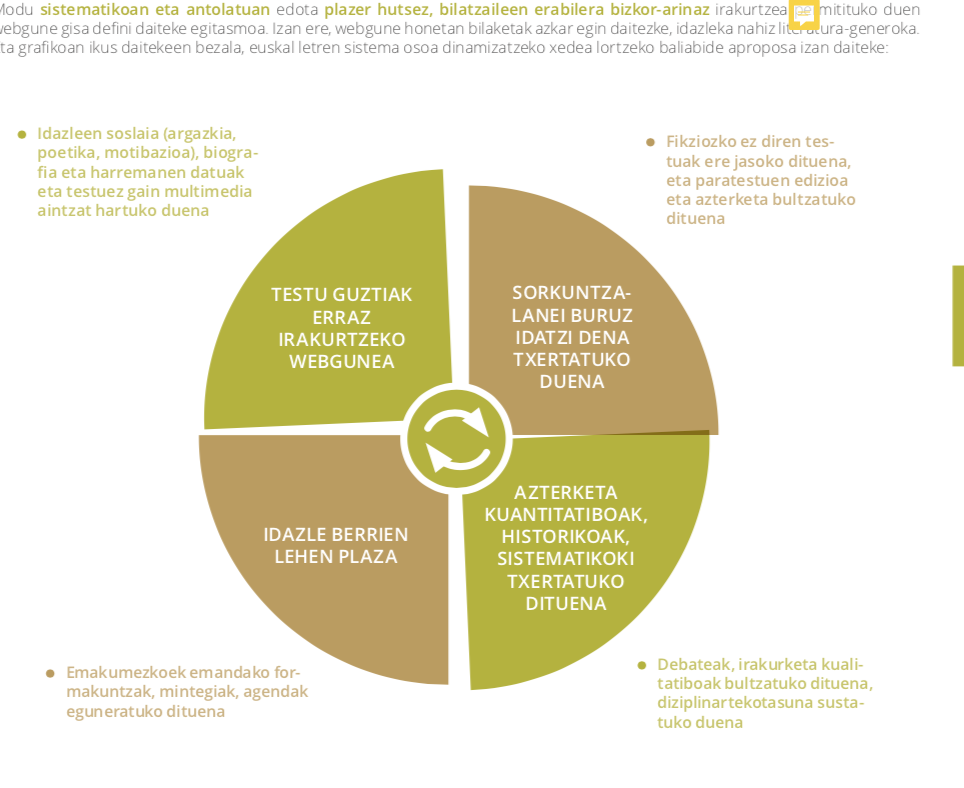 Modu sistematikoan eta antolatuan edota plazer hutsez, bilatzaileen erabilera bizkor-arinaz irakurtzea mitituko duen
webgune gisa defini daiteke egitasmoa. Izan ere, webgune honetan bilaketak azkar egin daitezke, idazleka nahiz literatura-generoka.
ta grafikoan ikus daitekeen bezala, euskal letren sistema osoa dinamizatzeko xedea lortzeko baliabide aproposa izan daiteke:
• Idazleen soslaia (argazkia,
poetika, motibazioa), biogra-
fia eta harremanen datuak
eta testuez gain multimedia
aintzat hartuko duena
• Fikziozko ez diren tes-
tuak ere jasoko dituena,
eta paratestuen edizioa
eta azterketa bultzatuko
dituena
TESTU GUZTIAK
ERRAZ
IRAKURTZEKO
WEBGUNEA
SORKUNTZA-
LANEI BURUZ
IDATZI DENA
TXERTATUKO
DUENA
IDAZLE BERRIEN
LEHEN PLAZA
AZTERKETA
KUANTITATIBOAK,
HISTORIKOAK,
SISTEMATIKOKI
TXERTATUKO
DITUENA
• Emakumezkoek emandako for-
makuntzak, mintegiak, agendak
eguneratuko dituena
• Debateak, irakurketa kuali-
tatiboak bultzatuko dituena,
diziplinartekotasuna susta-
tuko duena